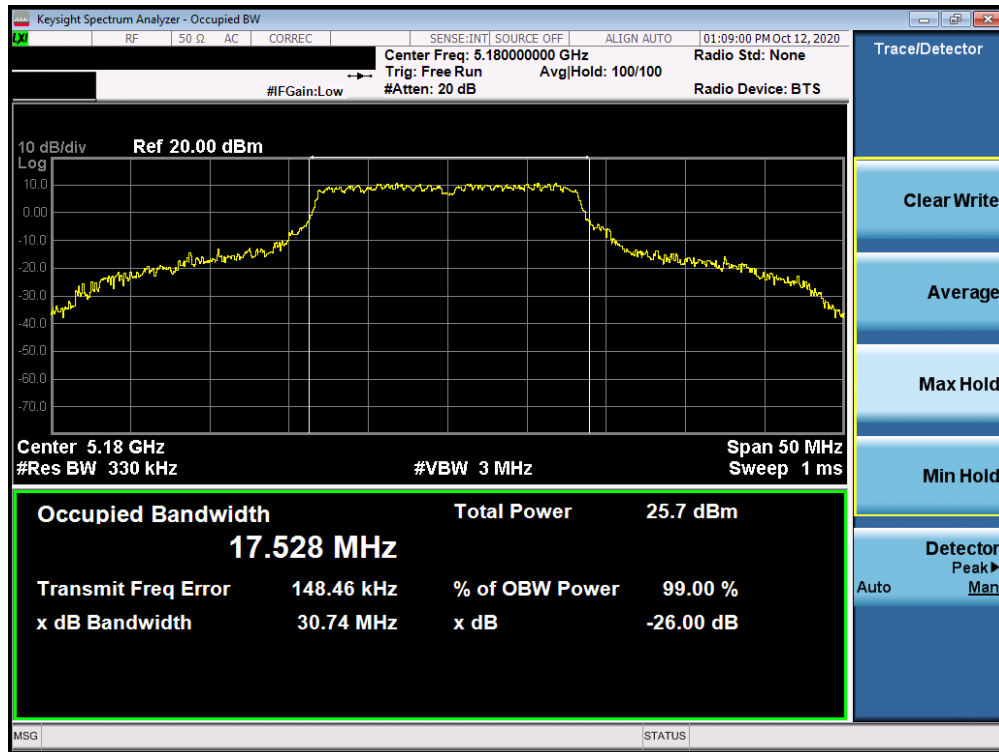 Keysight Spectrum Analyzer - Occupied BW
LXI RF 50 Ω AC CORREC SENSE:INT SOURCE OFF ALIGN AUTO 01:09:00 PM Oct 12, 2020
Center Freq: 5.180000000 GHz Radio Std: None
Trig: Free Run Avg|Hold: 100/100
#IFGain:Low #Atten: 20 dB Radio Device: BTS
10 dB/div Ref 20.00 dBm
Log
10.0
0.00
-10.0
-20.0
-30.0
-40.0
-50.0
-60.0
-70.0
Center 5.18 GHz Span 50 MHz
#Res BW 330 kHz #VBW 3 MHz Sweep 1 ms
Occupied Bandwidth Total Power 25.7 dBm
17.528 MHz
Transmit Freq Error 148.46 kHz % of OBW Power 99.00 %
x dB Bandwidth 30.74 MHz x dB -26.00 dB
MSG STATUS
Trace/Detector
Clear Write
Average
Max Hold
Min Hold
Detector
Peak▶
Auto Man